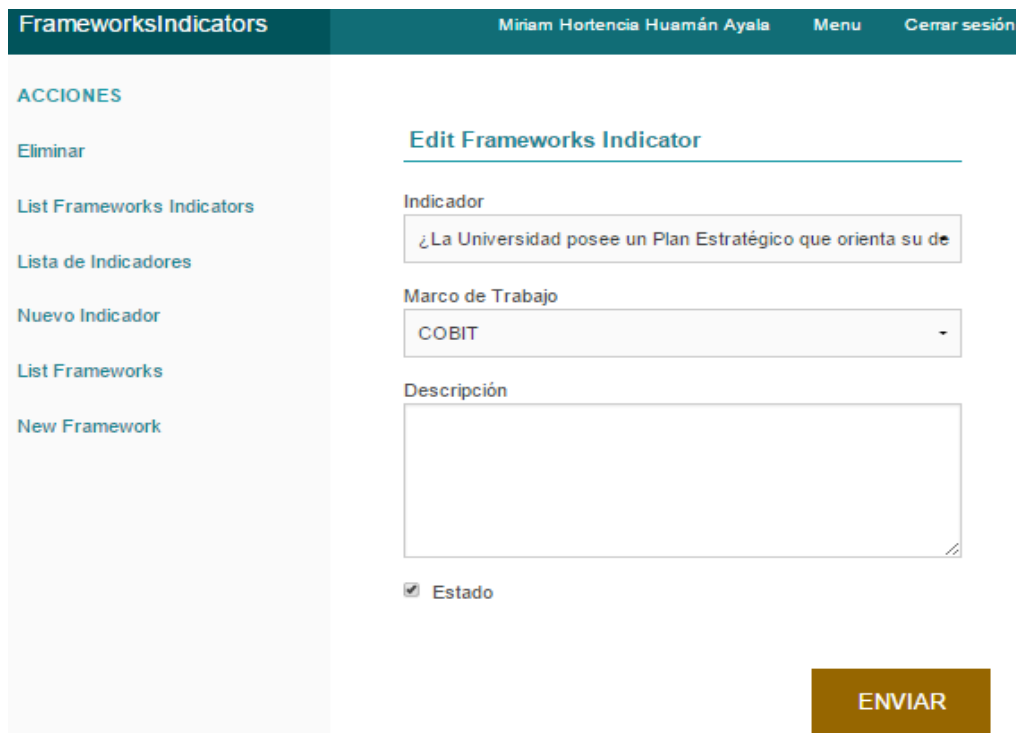 FrameworksIndicators
Miriam Hortencia Huamán Ayala Menu Cerrar sesión
ACCIONES
Eliminar
List Frameworks Indicators
Lista de Indicadores
Nuevo Indicador
List Frameworks
New Framework
Edit Frameworks Indicator
Indicador
¿La Universidad posee un Plan Estratégico que orienta su de
Marco de Trabajo
COBIT
Descripción
Estado
ENVIAR